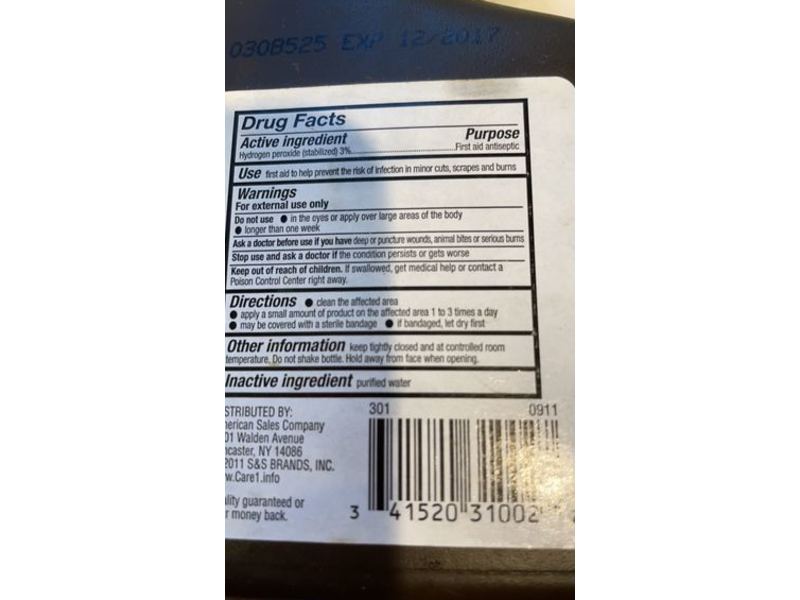 0308525 EXP 12/2017
Drug Facts
Active ingredient Purpose
Hydrogen peroxide (stabilized) 3%..............................First aid antiseptic
Use first aid to help prevent the risk of infection in minor cuts, scrapes and burns
Warnings
For external use only
Do not use ● in the eyes or apply over large areas of the body
● longer than one week
Ask a doctor before use if you have deep or puncture wounds, animal bites or serious burns
Stop use and ask a doctor if the condition persists or gets worse
Keep out of reach of children. If swallowed, get medical help or contact a
Poison Control Center right away.
Directions ● clean the affected area
● apply a small amount of product on the affected area 1 to 3 times a day
● may be covered with a sterile bandage ● if bandaged, let dry first
Other information keep tightly closed and at controlled room
temperature. Do not shake bottle. Hold away from face when opening.
Inactive ingredient purified water
STRIBUTED BY:
nerican Sales Company
01 Walden Avenue
ncaster, NY 14086
2011 S&S BRANDS, INC.
w.Care1.info
ality guaranteed or
r money back.
301 0911
3 41520 31002